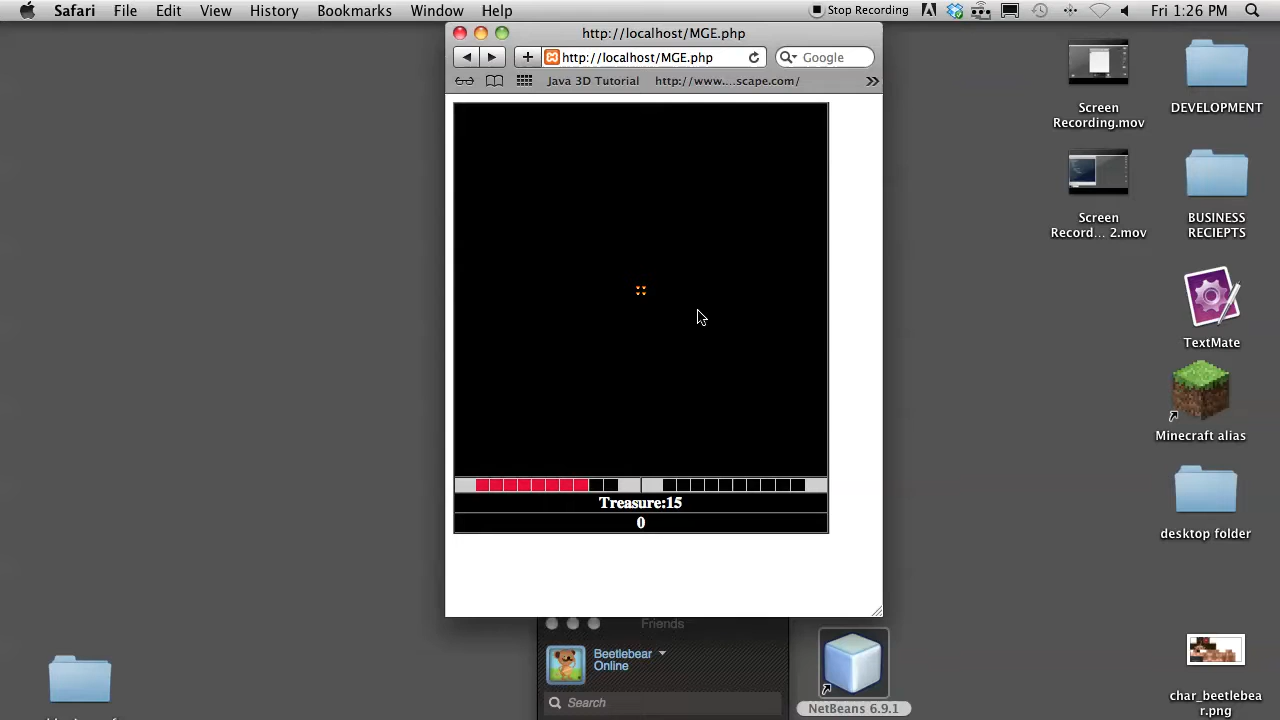 Safari File Edit View History Bookmarks Window Help
Stop Recording
Fri 1:26 PM
http://localhost/MGE.php
http://localhost/MGE.php
Google
Java 3D Tutorial http://www....scape.com/
Treasure:15
0
Screen
Recording.mov
DEVELOPMENT
Screen
Record... 2.mov
BUSINESS
RECIEPTS
TextMate
Minecraft alias
desktop folder
Friends
Beetlebear
Online
Search
NetBeans 6.9.1
char_beetlebea
r.png